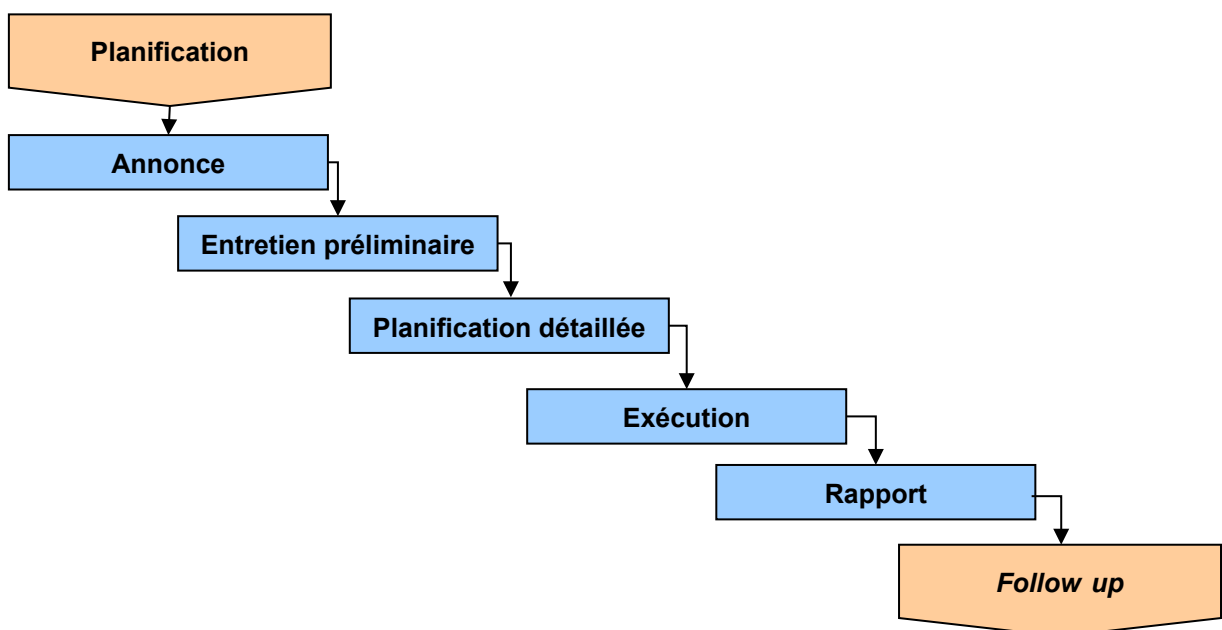 Planification
Annonce
Entretien préliminaire
Planification détaillée
Exécution
Rapport
Follow up